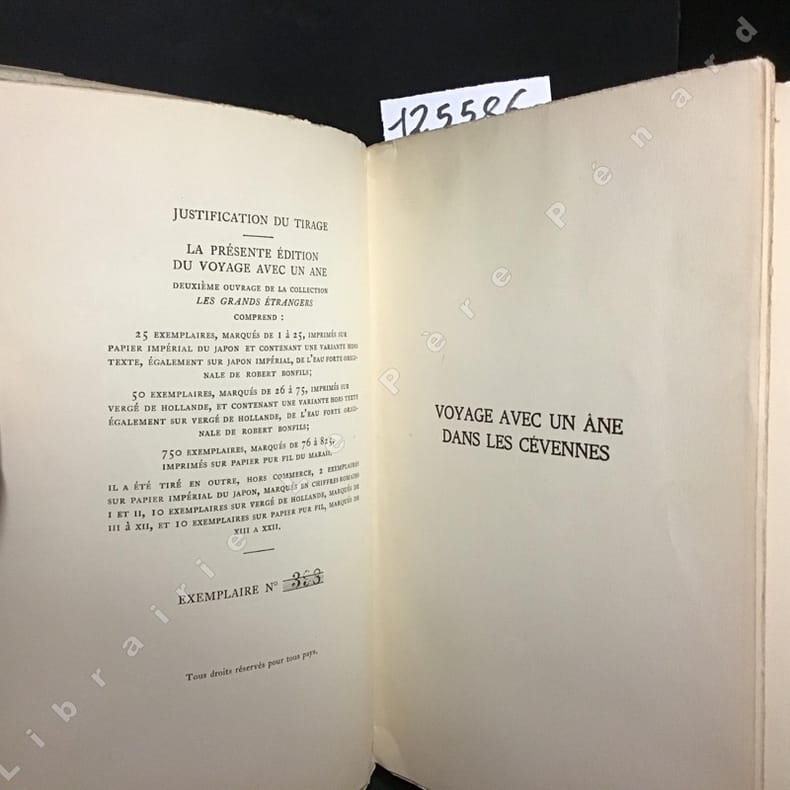 125586
JUSTIFICATION DU TIRAGE
LA PRÉSENTE ÉDITION
DU VOYAGE AVEC UN ANE
DEUXIÈME OUVRAGE DE LA COLLECTION
LES GRANDS ÉTRANGERS
COMPREND :
25 EXEMPLAIRES, MARQUÉS DE 1 à 25, IMPRIMÉS SUR
PAPIER IMPÉRIAL DU JAPON ET CONTENANT UNE VARIANTE HORS
TEXTE, ÉGALEMENT SUR JAPON IMPÉRIAL, DE L'EAU FORTE ORIGI-
NALE DE ROBERT BONFILS;
50 EXEMPLAIRES, MARQUÉS DE 26 à 75, IMPRIMÉS SUR
VERGÉ DE HOLLANDE, ET CONTENANT UNE VARIANTE HORS TEXTE
ÉGALEMENT SUR VERGÉ DE HOLLANDE, DE L'EAU FORTE ORIGI-
NALE DE ROBERT BONFILS;
750 EXEMPLAIRES, MARQUÉS DE 76 à 825,
IMPRIMÉS SUR PAPIER PUR FIL DU MARAIS.
IL A ÉTÉ TIRÉ EN OUTRE, HORS COMMERCE, 2 EXEMPLAIRES
SUR PAPIER IMPÉRIAL DU JAPON, MARQUÉS EN CHIFFRES ROMAINS
I ET II, 10 EXEMPLAIRES SUR VERGÉ DE HOLLANDE, MARQUÉS DE
III à XII, ET 10 EXEMPLAIRES SUR PAPIER PUR FIL, MARQUÉS DE
XIII A XXII.
EXEMPLAIRE N°
Tous droits réservés pour tous pays.
VOYAGE AVEC UN ÂNE
DANS LES CÉVENNES
Librairie Le Père Pénard